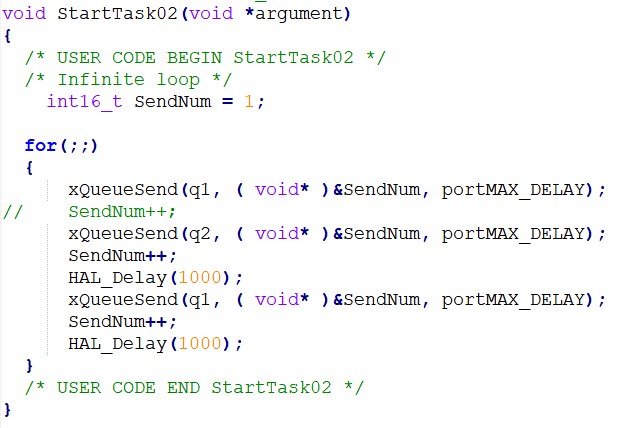 void StartTask02(void *argument)
{
  /* USER CODE BEGIN StartTask02 */
  /* Infinite loop */
    int16_t SendNum = 1;

  for(;;)
  {
      xQueueSend(q1, ( void* )&SendNum, portMAX_DELAY);
//    SendNum++;
      xQueueSend(q2, ( void* )&SendNum, portMAX_DELAY);
      SendNum++;
      HAL_Delay(1000);
      xQueueSend(q1, ( void* )&SendNum, portMAX_DELAY);
      SendNum++;
      HAL_Delay(1000);
  }
  /* USER CODE END StartTask02 */
}